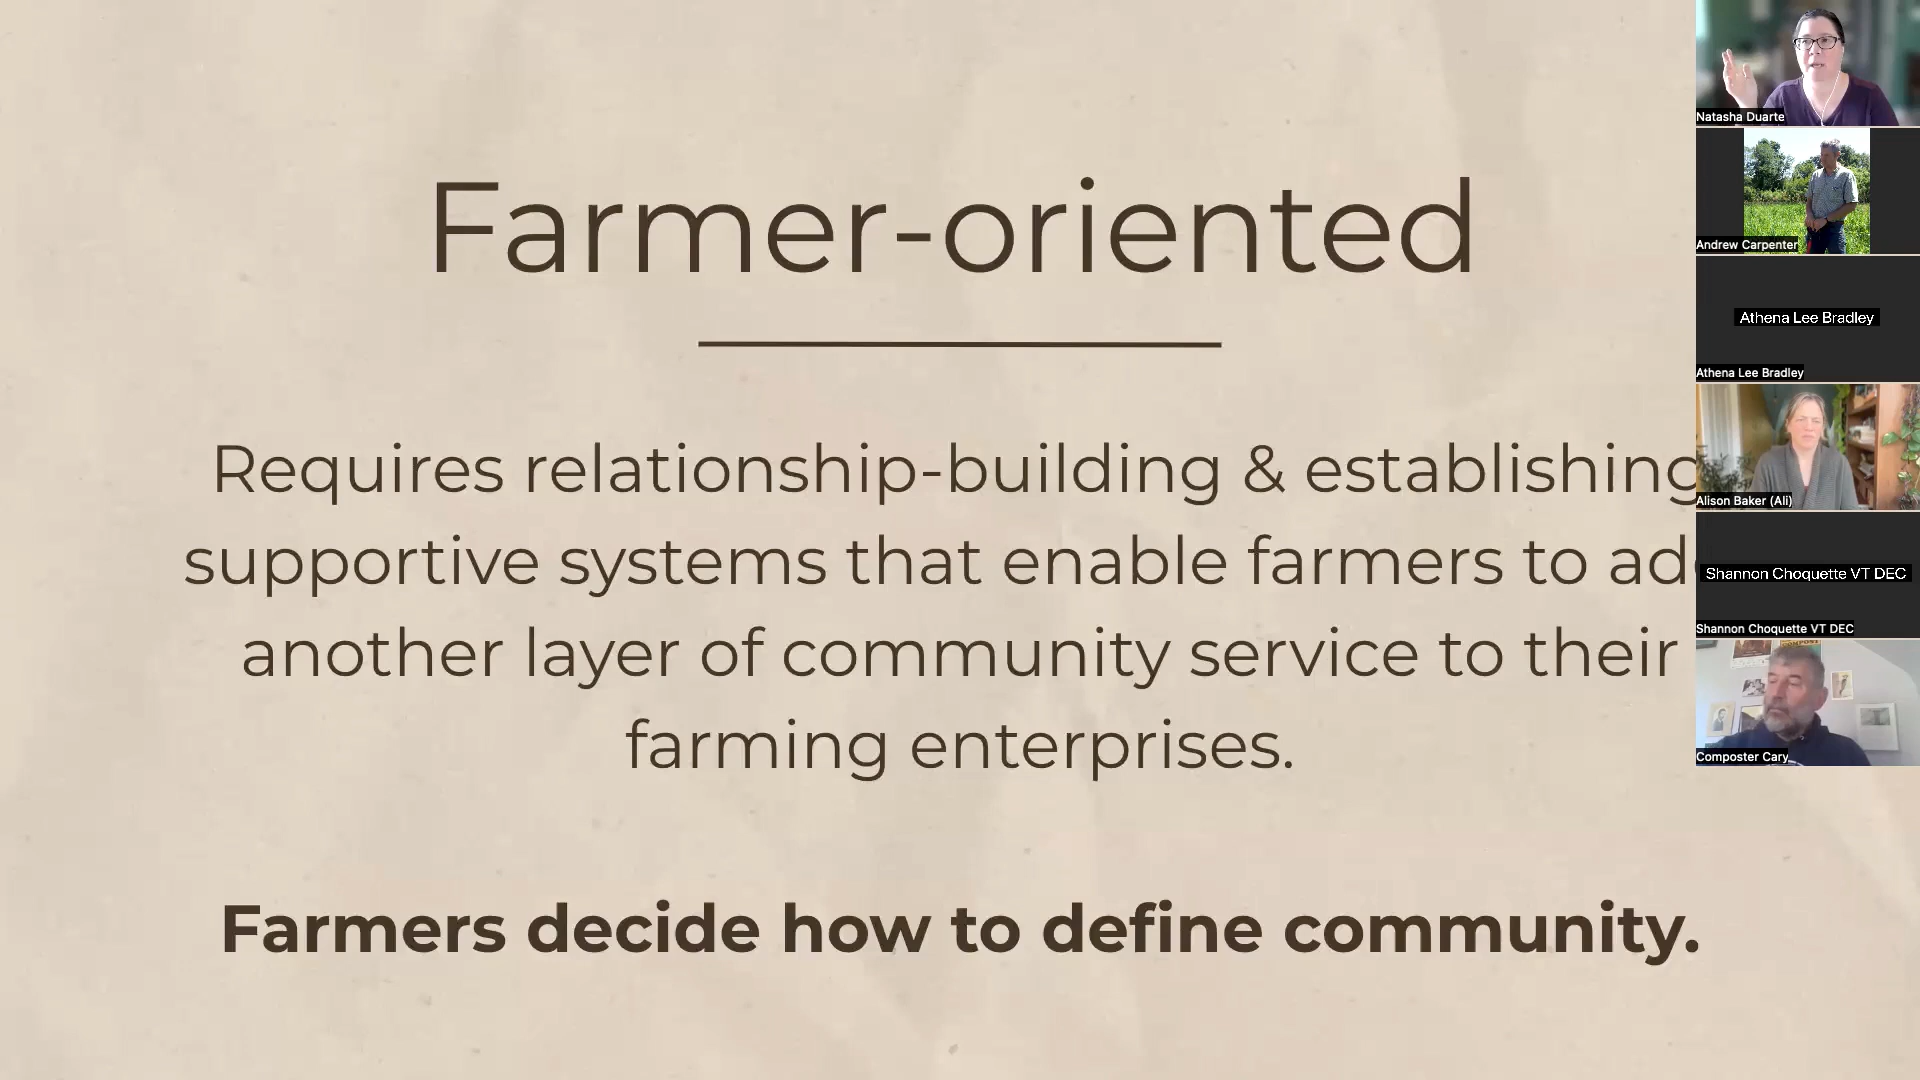 Farmer-oriented
Requires relationship-building & establishing
supportive systems that enable farmers to
another layer of community service to their
farming enterprises.
Farmers decide how to define community.
Natasha Duarte
Andrew Carpenter
Athena Lee Bradley
Athena Lee Bradley
Alison Baker (Ali)
Shannon Choquette VT DEC
Shannon Choquette VT DEC
Composter Cary